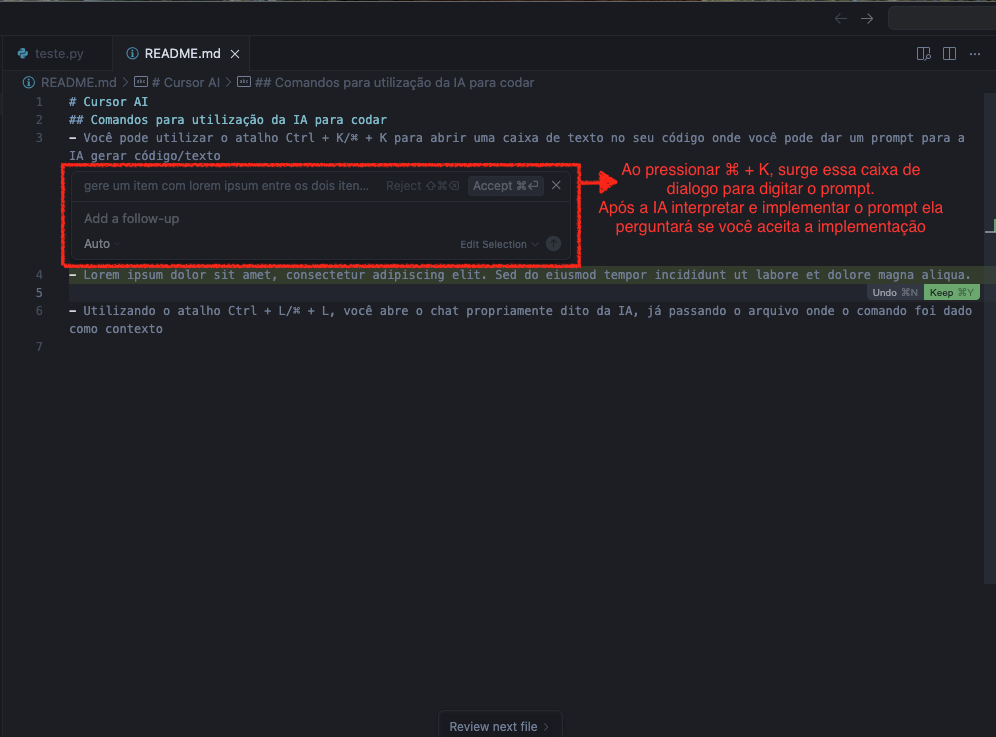 teste.py README.md
README.md # Cursor AI ## Comandos para utilização da IA para codar
1 # Cursor AI
2 ## Comandos para utilização da IA para codar
3 - Você pode utilizar o atalho Ctrl + K/⌘ + K para abrir uma caixa de texto no seu código onde você pode dar um prompt para a
IA gerar código/texto
gere um item com lorem ipsum entre os dois iten... Reject ⇧⌘⌫ Accept ⌘⏎
Add a follow-up
Auto Edit Selection
Ao pressionar ⌘ + K, surge essa caixa de
dialogo para digitar o prompt.
Após a IA interpretar e implementar o prompt ela
perguntará se você aceita a implementação
4 - Lorem ipsum dolor sit amet, consectetur adipiscing elit. Sed do eiusmod tempor incididunt ut labore et dolore magna aliqua.
5
Undo ⌘N Keep ⌘Y
6 - Utilizando o atalho Ctrl + L/⌘ + L, você abre o chat propriamente dito da IA, já passando o arquivo onde o comando foi dado
como contexto
7
Review next file